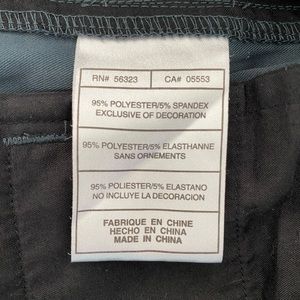 RN# 56323 CA# 05553
95% POLYESTER/5% SPANDEX
EXCLUSIVE OF DECORATION
95% POLYESTER/5% ELASTHANNE
SANS ORNEMENTS
95% POLIESTER/5% ELASTANO
NO INCLUYE LA DECORACION
FABRIQUE EN CHINE
HECHO EN CHINA
MADE IN CHINA